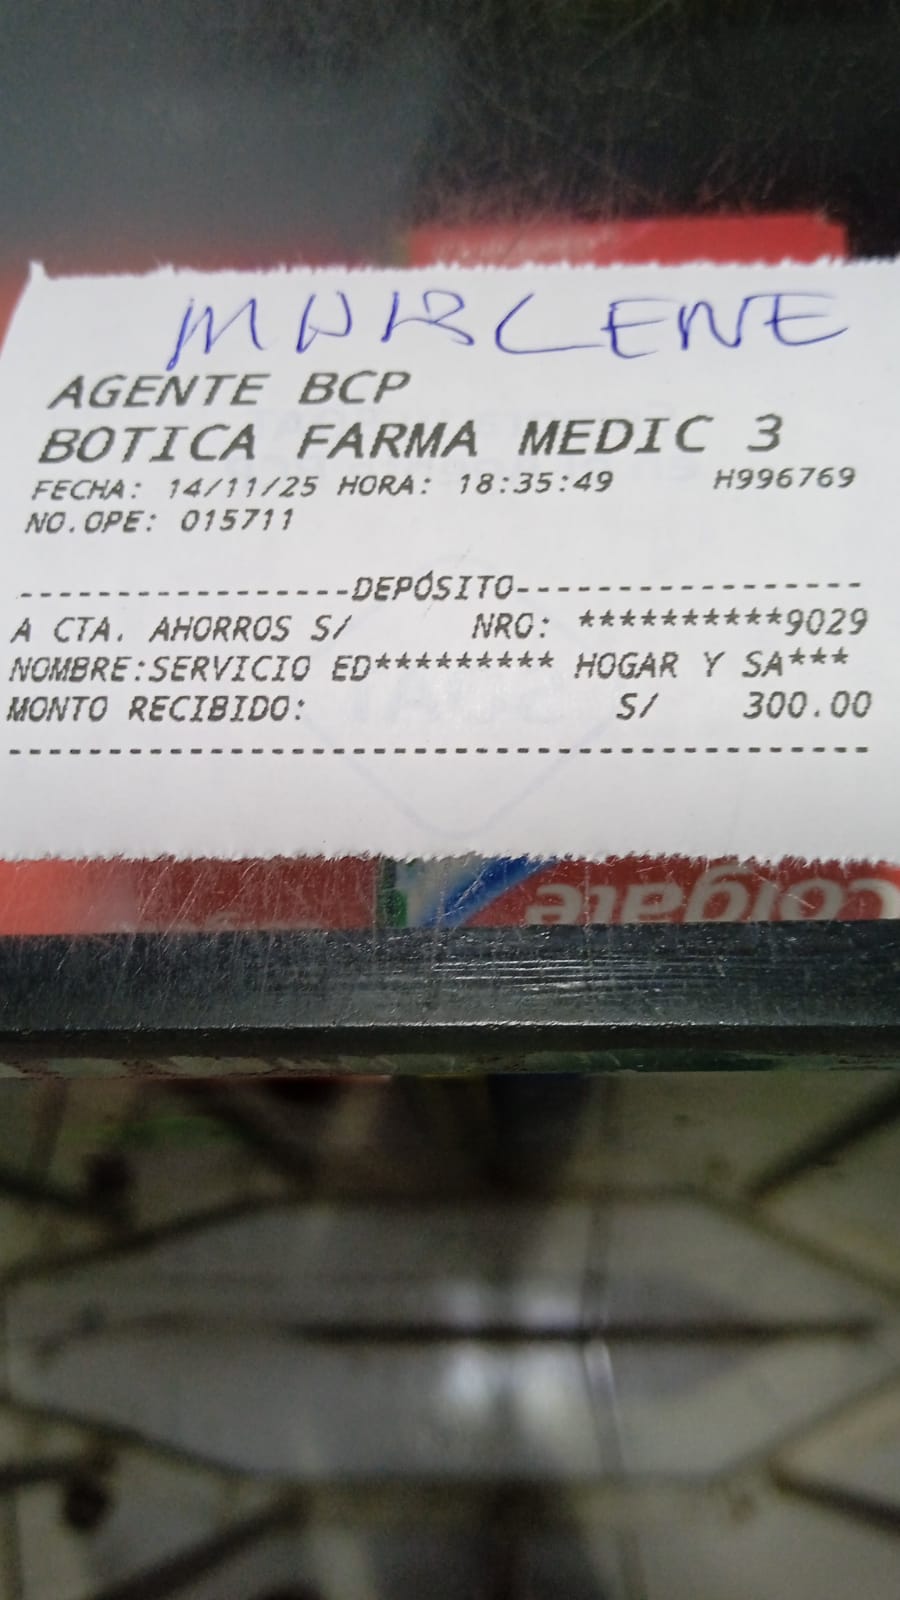 MARLENE
AGENTE BCP
BOTICA FARMA MEDIC 3
FECHA: 14/11/25 HORA: 18:35:49 H996769
NO.OPE: 015711
------------------DEPÓSITO------------------
A CTA. AHORROS S/ NRO: **********9029
NOMBRE:SERVICIO ED********* HOGAR Y SA***
MONTO RECIBIDO: S/ 300.00
Colgate